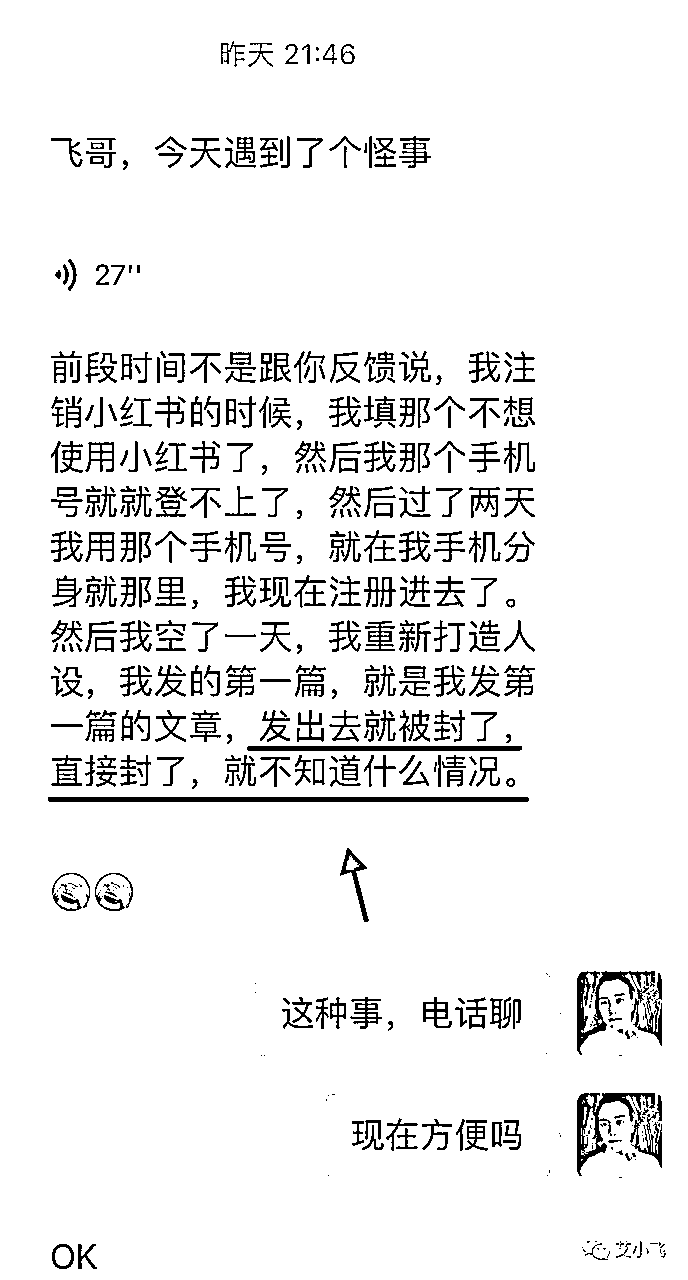 昨天 21:46
飞哥，今天遇到了个怪事
27''
前段时间不是跟你反馈说，我注
销小红书的时候，我填那个不想
使用小红书了，然后我那个手机
号就就登不上了，然后过了两天
我用那个手机号，就在我手机分
身就那里，我现在注册进去了。
然后我空了一天，我重新打造人
设，我发的第一篇，就是我发第
一篇的文章，发出去就被封了，
直接封了，就不知道什么情况。
这种事，电话聊
现在方便吗
OK
艾小飞